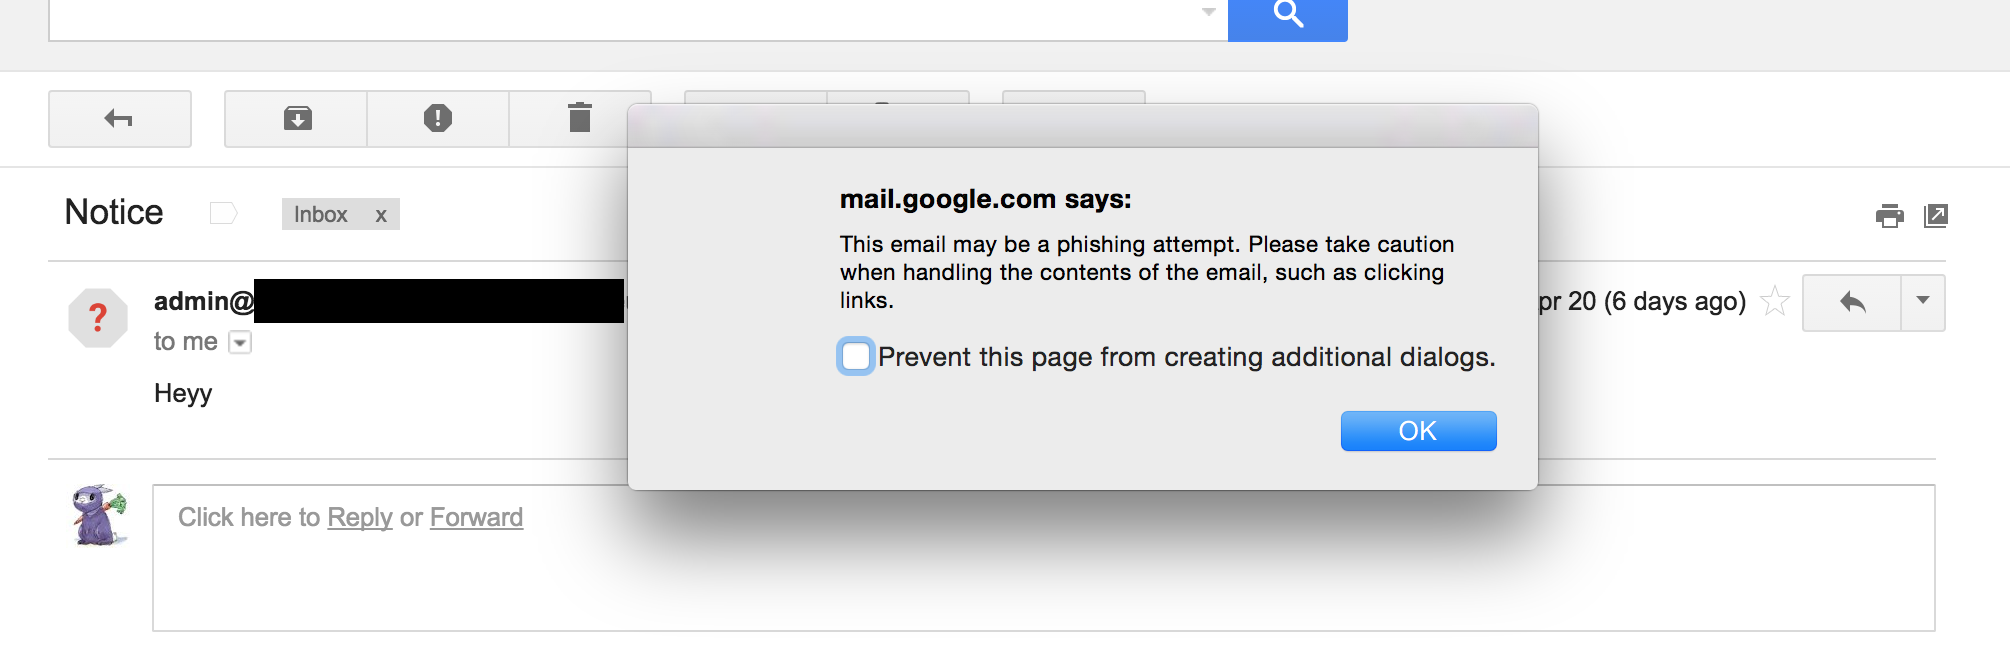 Notice
Inbox x
mail.google.com says:
This email may be a phishing attempt. Please take caution
when handling the contents of the email, such as clicking
links.
Prevent this page from creating additional dialogs.
OK
admin@
pr 20 (6 days ago)
?
to me
Heyy
Click here to Reply or Forward